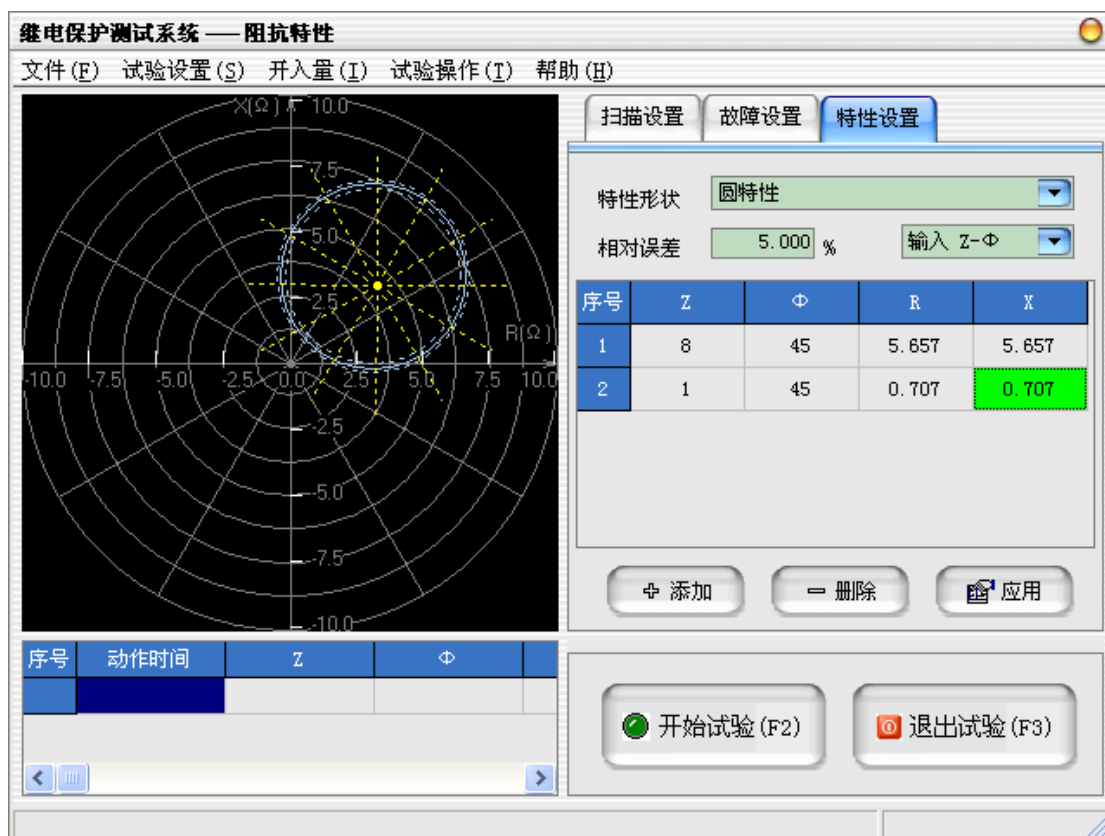 继电保护测试系统 —— 阻抗特性
文件(F) 试验设置(S) 开入量(I) 试验操作(T) 帮助(H)
X(Ω) 10.0
7.5
5.0
2.5
R(Ω)
-10.0 -7.5 -5.0 -2.5 0.0 2.5 5.0 7.5 10.0
-2.5
-5.0
-7.5
-10.0
扫描设置 故障设置 特性设置
特性形状 圆特性
相对误差 5.000 % 输入 Z-Φ
序号 Z Φ R X
1 8 45 5.657 5.657
2 1 45 0.707 0.707
添加 删除 应用
序号 动作时间 Z Φ
开始试验(F2) 退出试验(F3)